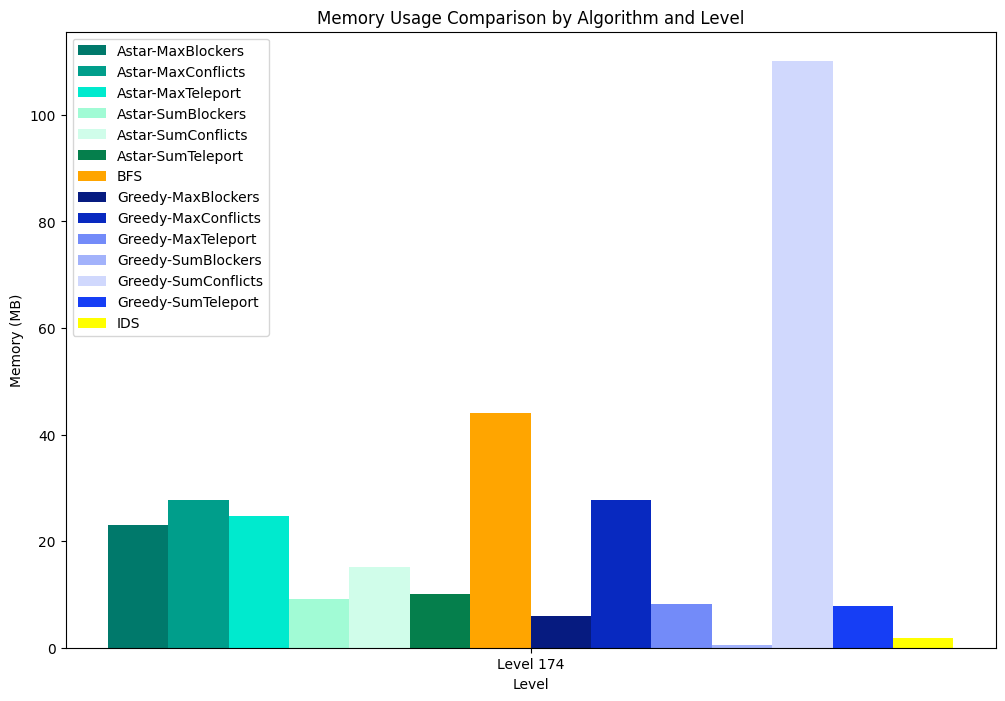 Memory Usage Comparison by Algorithm and Level
Astar-MaxBlockers
Astar-MaxConflicts
Astar-MaxTeleport
Astar-SumBlockers
Astar-SumConflicts
Astar-SumTeleport
BFS
Greedy-MaxBlockers
Greedy-MaxConflicts
Greedy-MaxTeleport
Greedy-SumBlockers
Greedy-SumConflicts
Greedy-SumTeleport
IDS
Memory (MB)
100
80
60
40
20
0
Level 174
Level